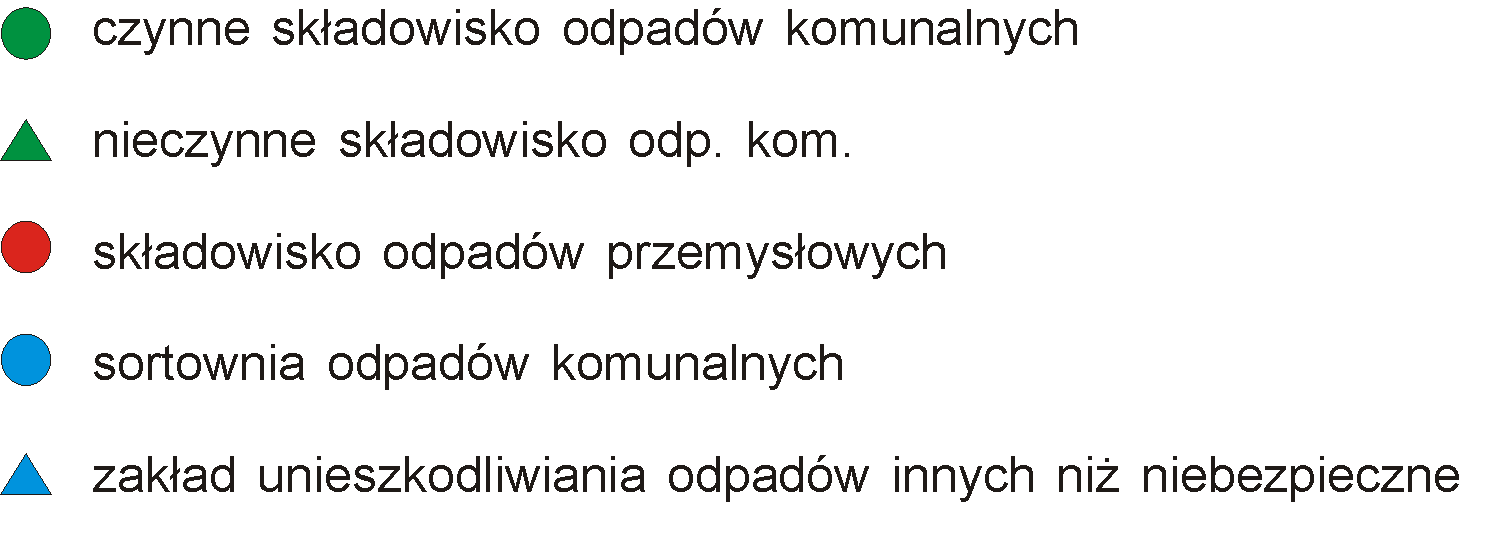 czynne składowisko odpadów komunalnych
nieczynne składowisko odp. kom.
składowisko odpadów przemysłowych
sortownia odpadów komunalnych
zakład unieszkodliwiania odpadów innych niż niebezpieczne